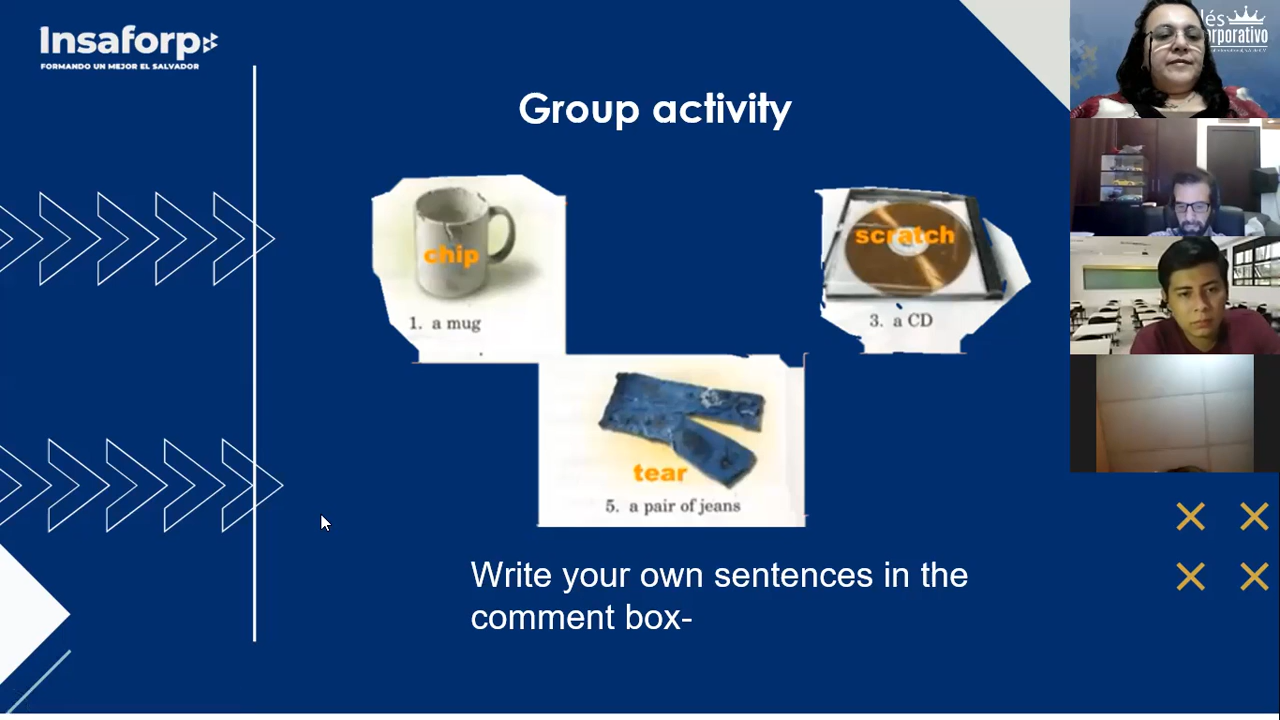 Insaforp
FORMANDO UN MEJOR EL SALVADOR
Group activity
chip
1. a mug
scratch
3. a CD
tear
5. a pair of jeans
Write your own sentences in the
comment box-